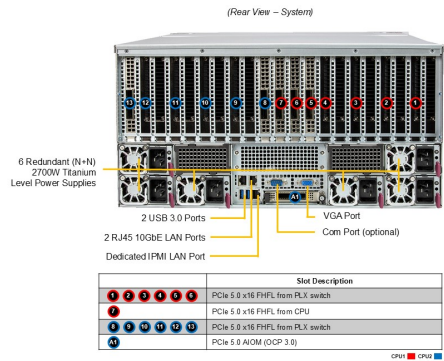 (Rear View – System)
13 12 11 10 9 8 7 6 5 4 3 2 1
6 Redundant (N+N)
2700W Titanium
Level Power Supplies
A1
2 USB 3.0 Ports
VGA Port
2 RJ45 10GbE LAN Ports
Com Port (optional)
Dedicated IPMI LAN Port
Slot Description
1 2 3 4 5 6 PCIe 5.0 x16 FHFL from PLX switch
7 PCIe 5.0 x16 FHFL from CPU
8 9 10 11 12 13 PCIe 5.0 x16 FHFL from PLX switch
A1 PCIe 5.0 AIOM (OCP 3.0)
CPU1 CPU2